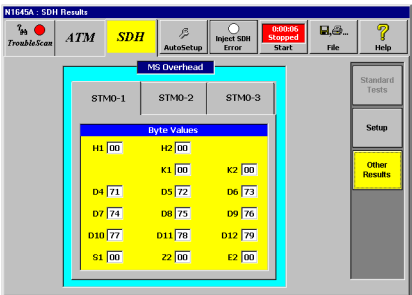 N1645A : SDH Results
TroubleScan
ATM
SDH
AutoSetup
Inject SDH Error
0:00:06 Stopped Start
File
Help
MS Overhead
STM0-1 STM0-2 STM0-3
Byte Values
H1 00 H2 00
K1 00 K2 00
D4 71 D5 72 D6 73
D7 74 D8 75 D9 76
D10 77 D11 78 D12 79
S1 00 Z2 00 E2 00
Standard Tests
Setup
Other Results